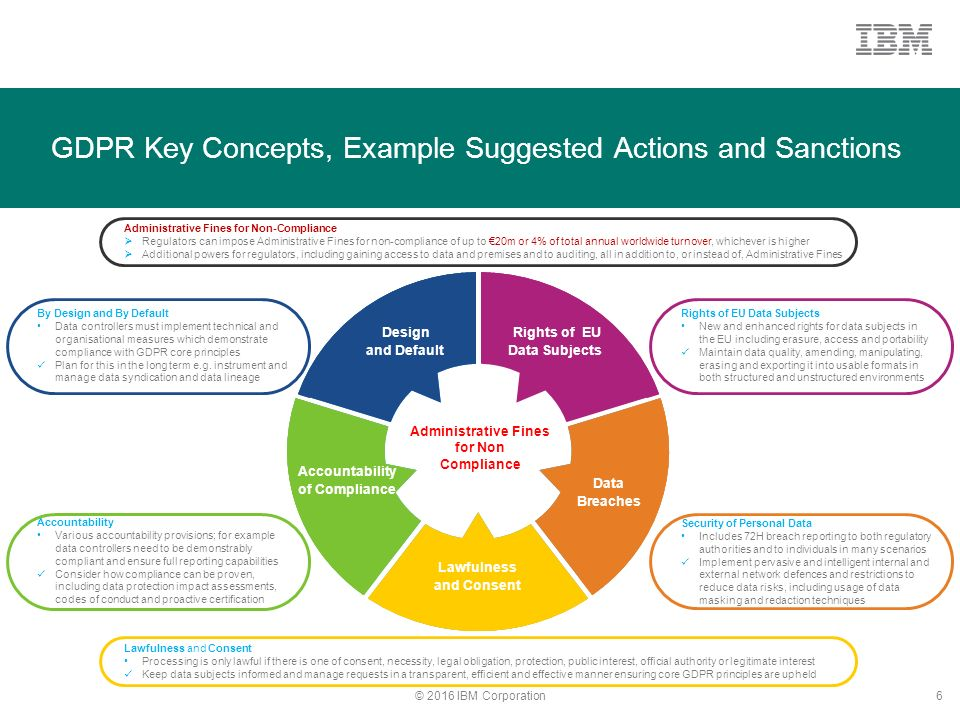 IBM
GDPR Key Concepts, Example Suggested Actions and Sanctions
Administrative Fines for Non-Compliance
➢ Regulators can impose Administrative Fines for non-compliance of up to €20m or 4% of total annual worldwide turnover, whichever is higher
➢ Additional powers for regulators, including gaining access to data and premises and to auditing, all in addition to, or instead of, Administrative Fines
By Design and By Default
▪ Data controllers must implement technical and
organisational measures which demonstrate
compliance with GDPR core principles
✓ Plan for this in the long term e.g. instrument and
manage data syndication and data lineage
Design
and Default
Rights of EU
Data Subjects
Rights of EU Data Subjects
▪ New and enhanced rights for data subjects in
the EU including erasure, access and portability
✓ Maintain data quality, amending, manipulating,
erasing and exporting it into usable formats in
both structured and unstructured environments
Administrative Fines
for Non
Compliance
Accountability
of Compliance
Data
Breaches
Accountability
▪ Various accountability provisions; for example
data controllers need to be demonstrably
compliant and ensure full reporting capabilities
✓ Consider how compliance can be proven,
including data protection impact assessments,
codes of conduct and proactive certification
Lawfulness
and Consent
Security of Personal Data
▪ Includes 72H breach reporting to both regulatory
authorities and to individuals in many scenarios
✓ Implement pervasive and intelligent internal and
external network defences and restrictions to
reduce data risks, including usage of data
masking and redaction techniques
Lawfulness and Consent
▪ Processing is only lawful if there is one of consent, necessity, legal obligation, protection, public interest, official authority or legitimate interest
✓ Keep data subjects informed and manage requests in a transparent, efficient and effective manner ensuring core GDPR principles are upheld
© 2016 IBM Corporation
6